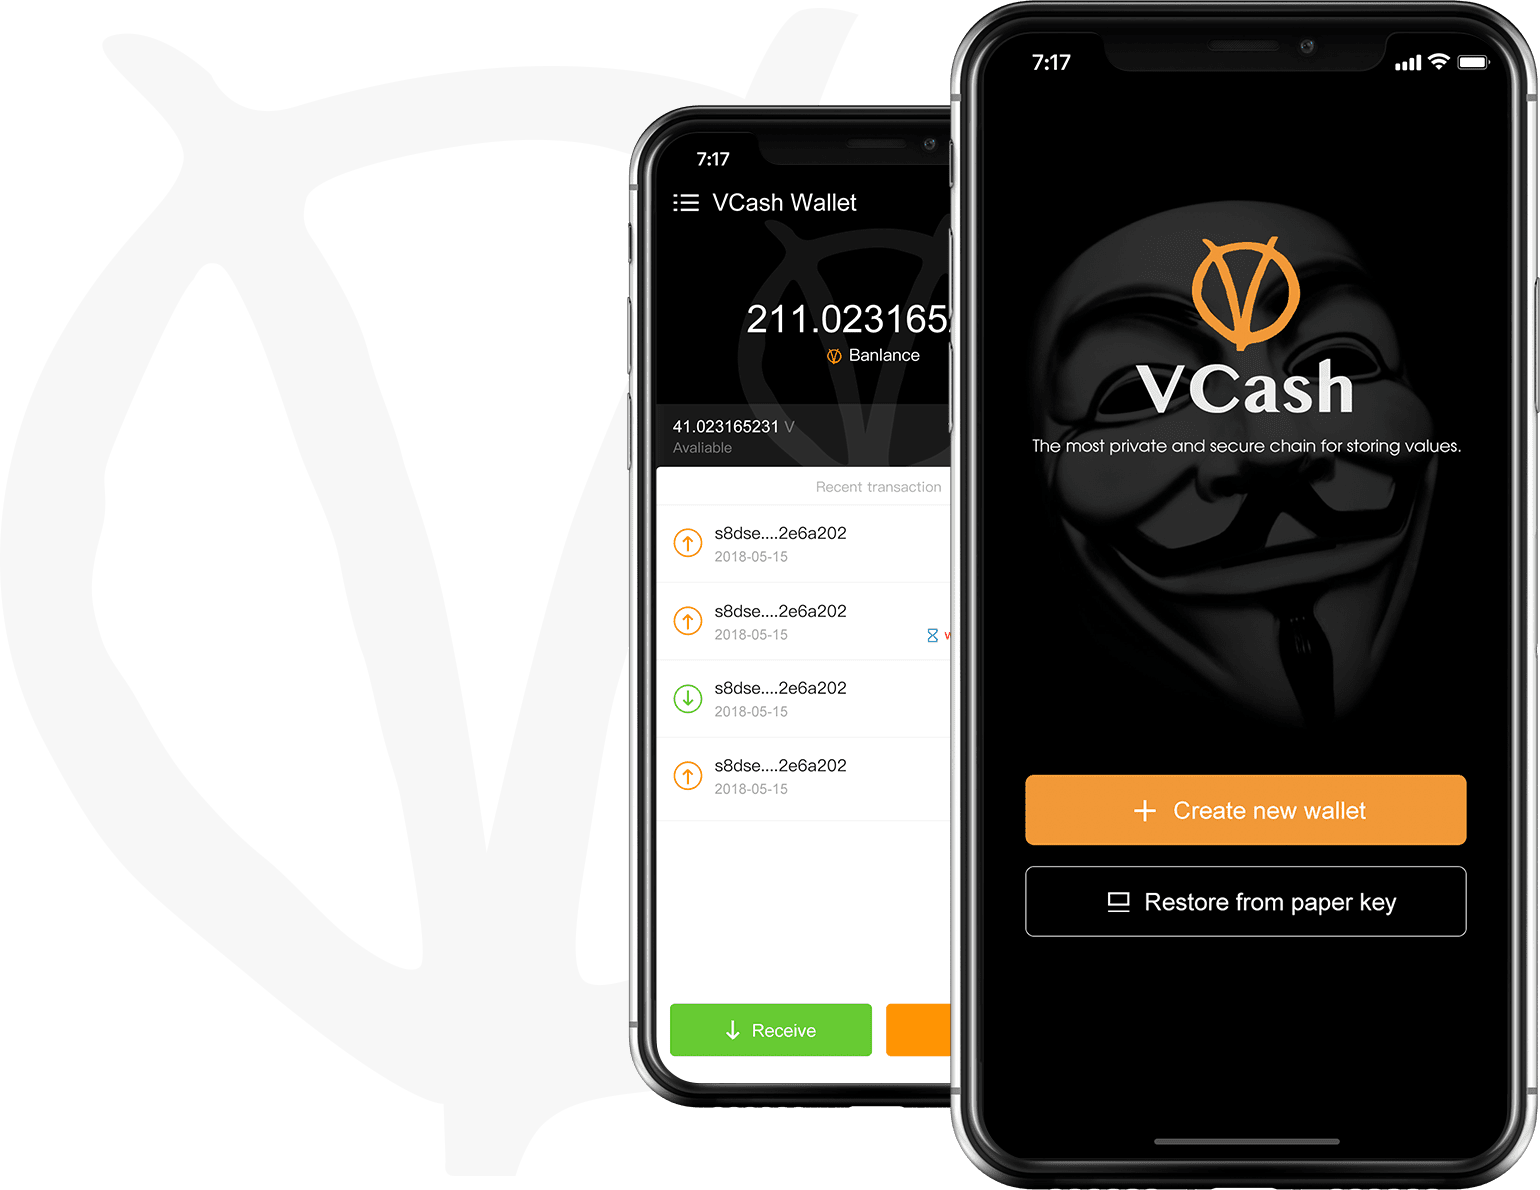 7:17
VCash Wallet
211.023165
Banlance
41.023165231 V
Avaliable
Recent transaction
s8dse....2e6a202
2018-05-15
s8dse....2e6a202
2018-05-15
s8dse....2e6a202
2018-05-15
s8dse....2e6a202
2018-05-15
Receive
7:17
VCash
The most private and secure chain for storing values.
Create new wallet
Restore from paper key